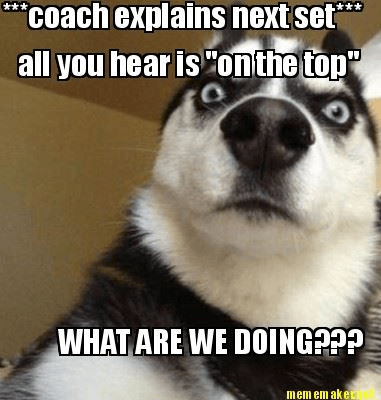 ***coach explains next set***
all you hear is "on the top"
WHAT ARE WE DOING???
mememaker.net